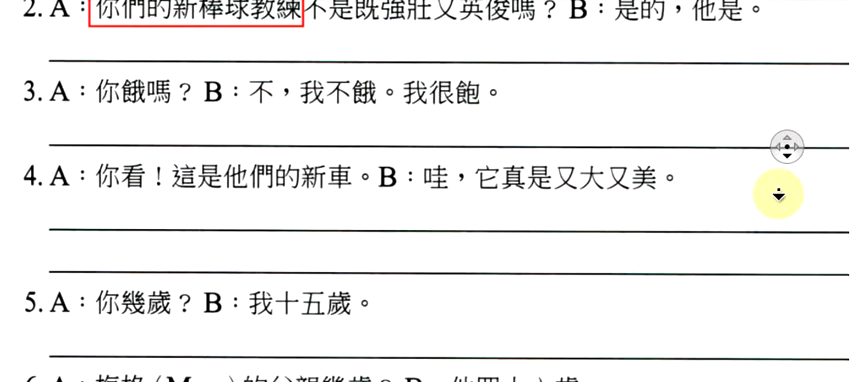 2. A：你們的新棒球教練不是既強壯又英俊嗎？ B：是的，他是。
3. A：你餓嗎？ B：不，我不餓。我很飽。
4. A：你看！這是他們的新車。B：哇，它真是又大又美。
5. A：你幾歲？ B：我十五歲。